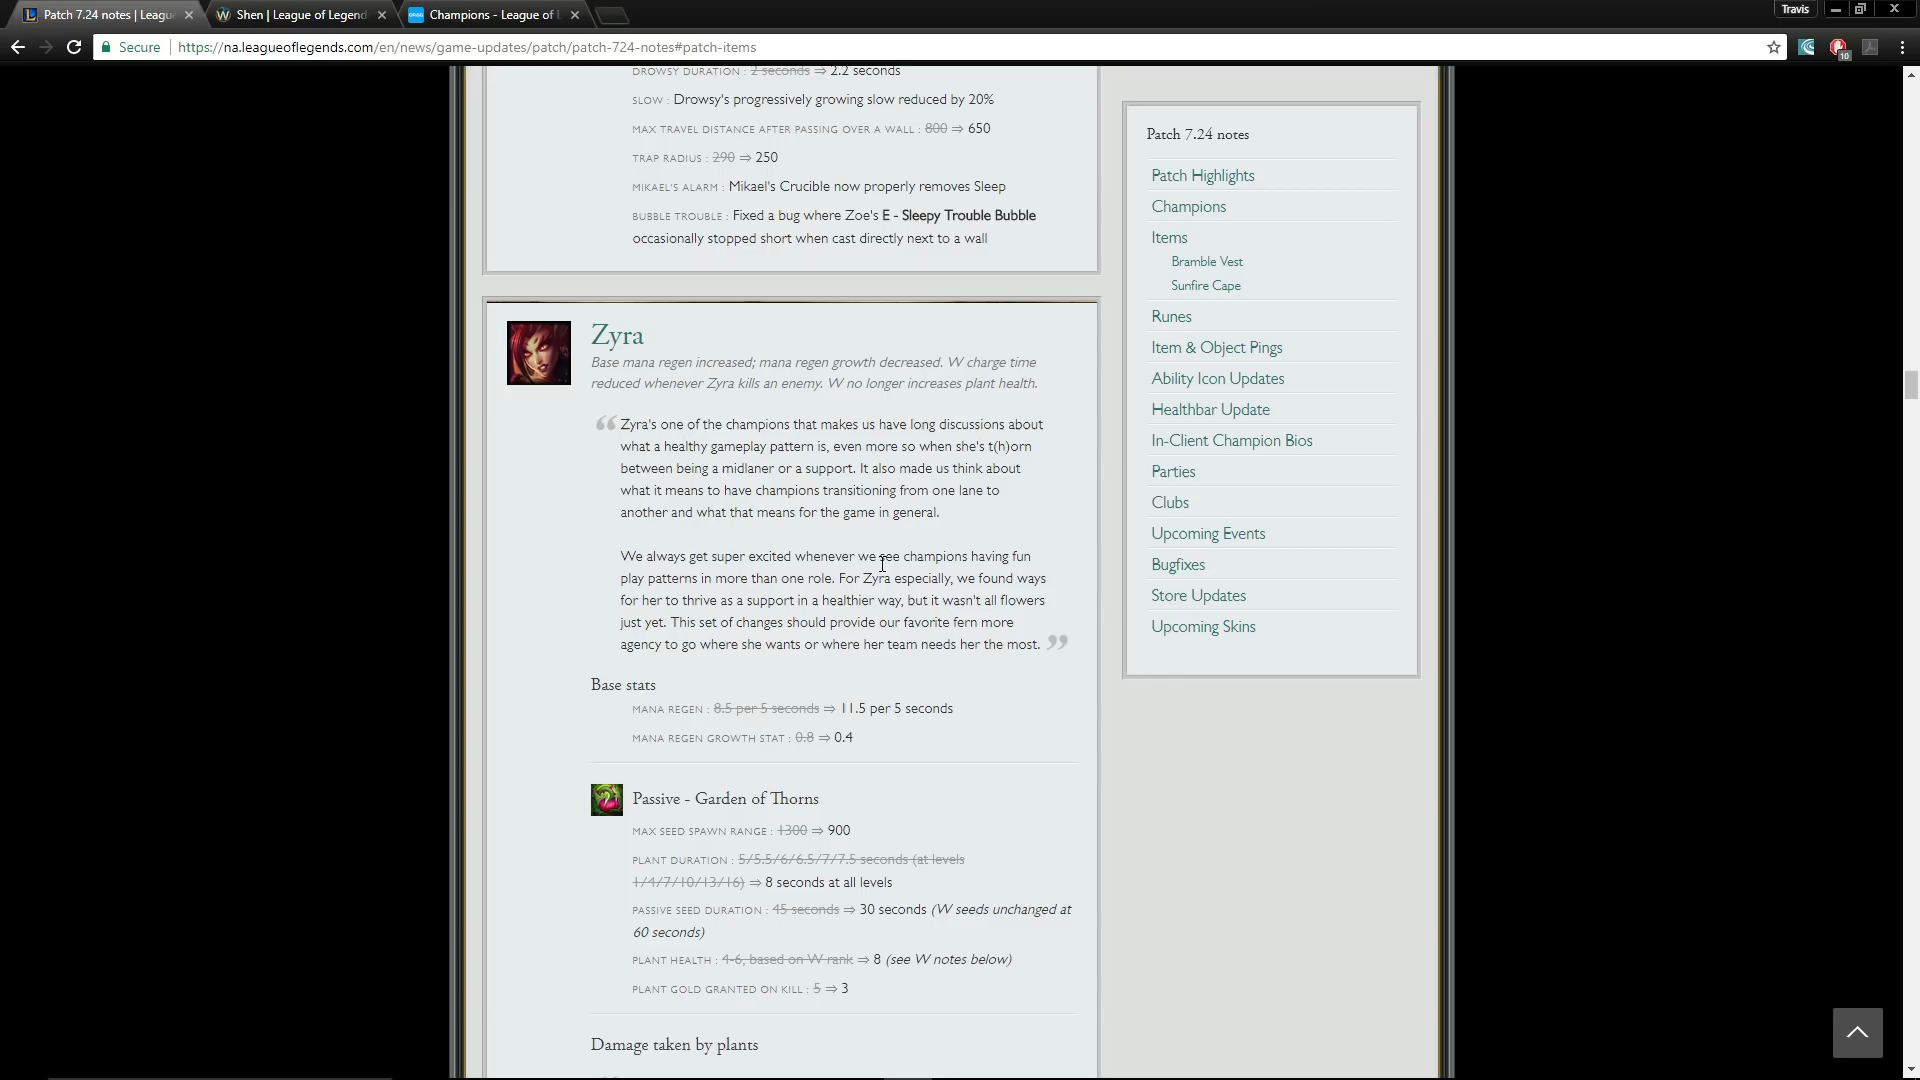 Patch 7.24 notes | Leagu
Shen | League of Legend
Champions - League of L
Travis
Secure
https://na.leagueoflegends.com/en/news/game-updates/patch/patch-724-notes#patch-items
10
DROWSY DURATION : 2 seconds ⇒ 2.2 seconds
SLOW : Drowsy's progressively growing slow reduced by 20%
MAX TRAVEL DISTANCE AFTER PASSING OVER A WALL : 800 ⇒ 650
TRAP RADIUS : 290 ⇒ 250
MIKAEL'S ALARM : Mikael's Crucible now properly removes Sleep
BUBBLE TROUBLE : Fixed a bug where Zoe's E - Sleepy Trouble Bubble
occasionally stopped short when cast directly next to a wall
Zyra
Base mana regen increased; mana regen growth decreased. W charge time
reduced whenever Zyra kills an enemy. W no longer increases plant health.
“ Zyra's one of the champions that makes us have long discussions about
what a healthy gameplay pattern is, even more so when she's t(h)orn
between being a midlaner or a support. It also made us think about
what it means to have champions transitioning from one lane to
another and what that means for the game in general.
We always get super excited whenever we see champions having fun
play patterns in more than one role. For Zyra especially, we found ways
for her to thrive as a support in a healthier way, but it wasn't all flowers
just yet. This set of changes should provide our favorite fern more
agency to go where she wants or where her team needs her the most. ”
Base stats
MANA REGEN : 8.5 per 5 seconds ⇒ 11.5 per 5 seconds
MANA REGEN GROWTH STAT : 0.8 ⇒ 0.4
Passive - Garden of Thorns
MAX SEED SPAWN RANGE : 1300 ⇒ 900
PLANT DURATION : 5/5.5/6/6.5/7/7.5 seconds (at levels
1/4/7/10/13/16) ⇒ 8 seconds at all levels
PASSIVE SEED DURATION : 45 seconds ⇒ 30 seconds (W seeds unchanged at
60 seconds)
PLANT HEALTH : 4-6, based on W rank ⇒ 8 (see W notes below)
PLANT GOLD GRANTED ON KILL : 5 ⇒ 3
Damage taken by plants
Patch 7.24 notes
Patch Highlights
Champions
Items
Bramble Vest
Sunfire Cape
Runes
Item & Object Pings
Ability Icon Updates
Healthbar Update
In-Client Champion Bios
Parties
Clubs
Upcoming Events
Bugfixes
Store Updates
Upcoming Skins